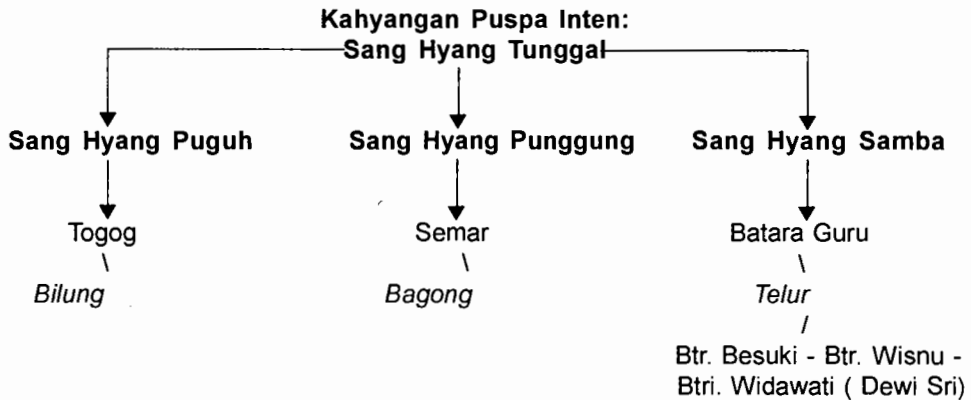 Kahyangan Puspa Inten:
Sang Hyang Tunggal
Sang Hyang Puguh Sang Hyang Punggung Sang Hyang Samba
Togog Semar Batara Guru
Bilung Bagong Telur
Btr. Besuki - Btr. Wisnu -
Btri. Widawati ( Dewi Sri)